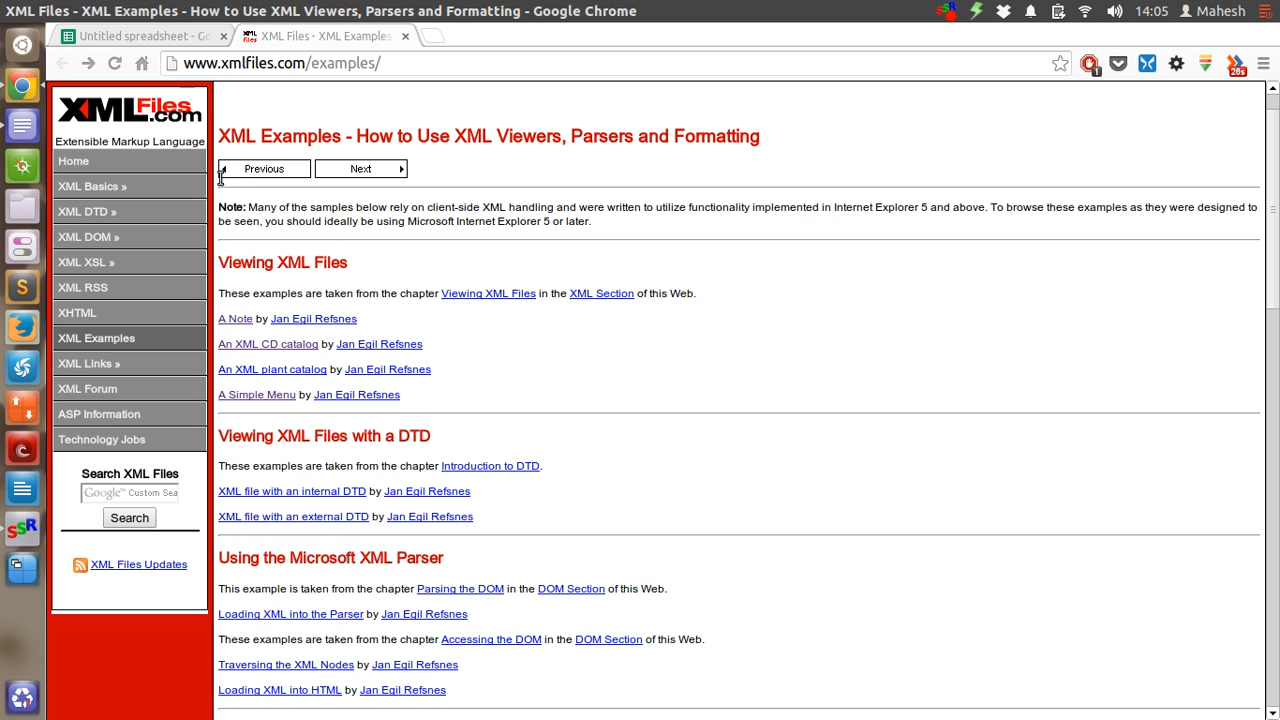 XML Files - XML Examples - How to Use XML Viewers, Parsers and Formatting - Google Chrome
SSR
14:05
Mahesh
Untitled spreadsheet - Go
XML Files - XML Examples
www.xmlfiles.com/examples/
1
26s
XMLFiles.com
Extensible Markup Language
Home
XML Basics »
XML DTD »
XML DOM »
XML XSL »
XML RSS
XHTML
XML Examples
XML Links »
XML Forum
ASP Information
Technology Jobs
Search XML Files
Google™ Custom Sea
Search
XML Files Updates
S
SSR
XML Examples - How to Use XML Viewers, Parsers and Formatting
Previous
Next
Note: Many of the samples below rely on client-side XML handling and were written to utilize functionality implemented in Internet Explorer 5 and above. To browse these examples as they were designed to
be seen, you should ideally be using Microsoft Internet Explorer 5 or later.
Viewing XML Files
These examples are taken from the chapter Viewing XML Files in the XML Section of this Web.
A Note by Jan Egil Refsnes
An XML CD catalog by Jan Egil Refsnes
An XML plant catalog by Jan Egil Refsnes
A Simple Menu by Jan Egil Refsnes
Viewing XML Files with a DTD
These examples are taken from the chapter Introduction to DTD.
XML file with an internal DTD by Jan Egil Refsnes
XML file with an external DTD by Jan Egil Refsnes
Using the Microsoft XML Parser
This example is taken from the chapter Parsing the DOM in the DOM Section of this Web.
Loading XML into the Parser by Jan Egil Refsnes
These examples are taken from the chapter Accessing the DOM in the DOM Section of this Web.
Traversing the XML Nodes by Jan Egil Refsnes
Loading XML into HTML by Jan Egil Refsnes